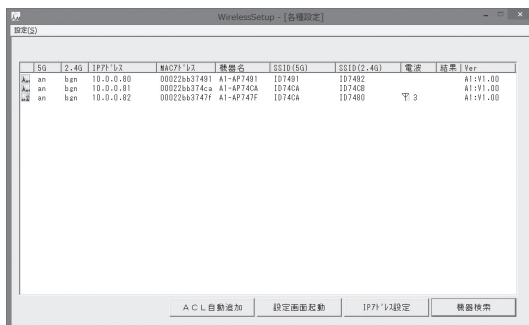 WirelessSetup - [各種設定]
設定(S)
5G 2.4G IPｱﾄﾞﾚｽ MACｱﾄﾞﾚｽ 機器名 SSID(5G) SSID(2.4G) 電波 結果 Ver
an bgn 10.0.0.80 00022bb37491 A1-AP7491 ID7491 ID7492 A1:V1.00
an bgn 10.0.0.81 00022bb374ca A1-AP74CA ID74CA ID74CB A1:V1.00
an bgn 10.0.0.82 00022bb3747f A1-AP747F ID74CA ID7480 3 A1:V1.00
ＡＣＬ自動追加 設定画面起動 IPｱﾄﾞﾚｽ設定 機器検索